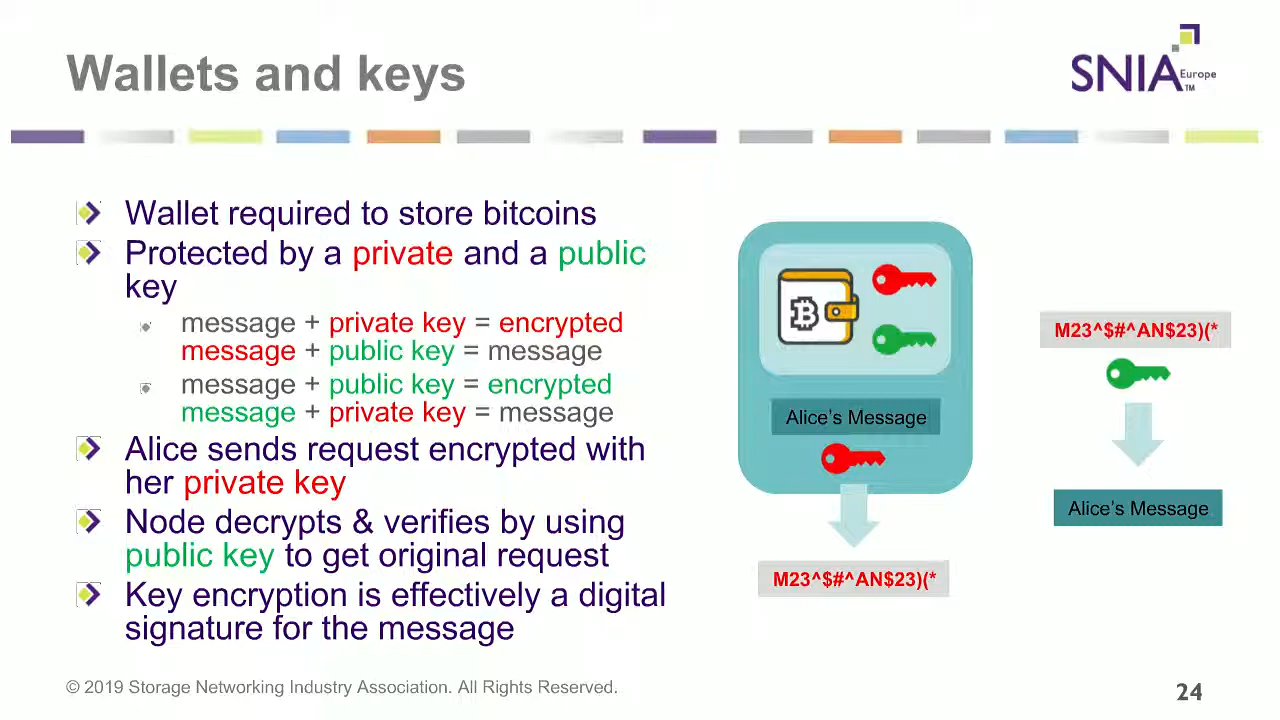 Wallets and keys
SNIA Europe
TM
Wallet required to store bitcoins
Protected by a private and a public
key
message + private key = encrypted
message + public key = message
message + public key = encrypted
message + private key = message
Alice sends request encrypted with
her private key
Node decrypts & verifies by using
public key to get original request
Key encryption is effectively a digital
signature for the message
Alice's Message
M23^$#^AN$23)(*
M23^$#^AN$23)(*
Alice's Message
© 2019 Storage Networking Industry Association. All Rights Reserved.
24